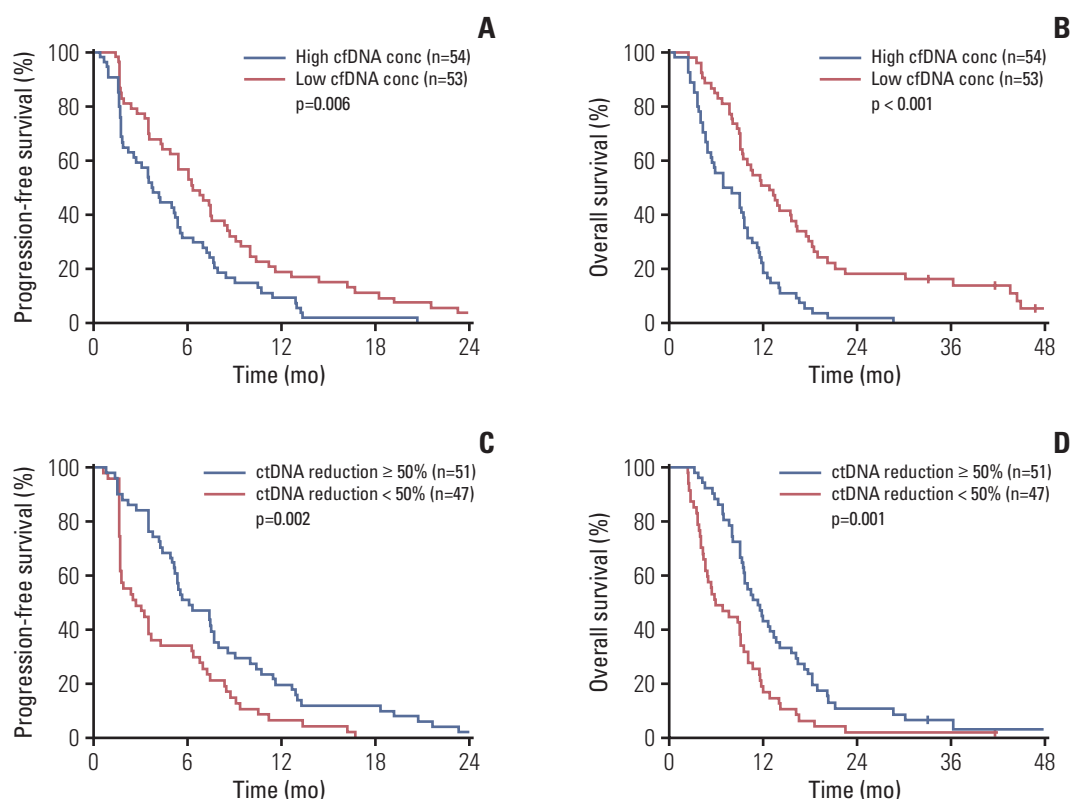 A
Progression-free survival (%)
100
80
60
40
20
0
High cfDNA conc (n=54)
Low cfDNA conc (n=53)
p=0.006
0 6 12 18 24
Time (mo)
B
Overall survival (%)
100
80
60
40
20
0
High cfDNA conc (n=54)
Low cfDNA conc (n=53)
p < 0.001
0 12 24 36 48
Time (mo)
C
Progression-free survival (%)
100
80
60
40
20
0
ctDNA reduction ≥ 50% (n=51)
ctDNA reduction < 50% (n=47)
p=0.002
0 6 12 18 24
Time (mo)
D
Overall survival (%)
100
80
60
40
20
0
ctDNA reduction ≥ 50% (n=51)
ctDNA reduction < 50% (n=47)
p=0.001
0 12 24 36 48
Time (mo)